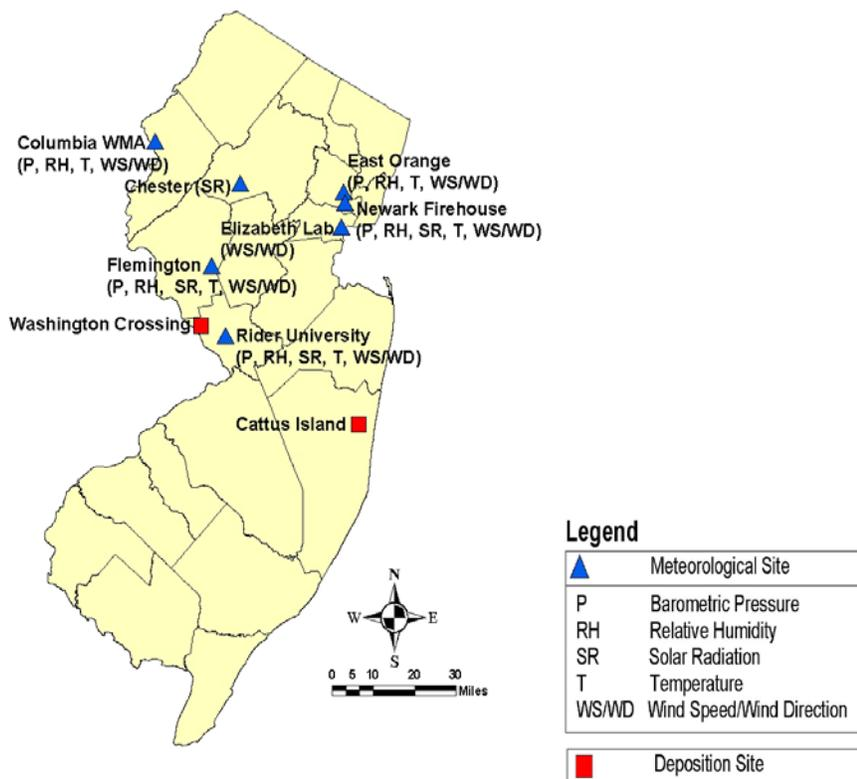 Columbia WMA
(P, RH, T, WS/WD)
Chester (SR)
East Orange
(P, RH, T, WS/WD)
Newark Firehouse
(P, RH, SR, T, WS/WD)
Elizabeth Lab
(WS/WD)
Flemington
(P, RH, SR, T, WS/WD)
Washington Crossing
Rider University
(P, RH, SR, T, WS/WD)
Cattus Island
N
W E
S
0 5 10 20 30
Miles
Legend
Meteorological Site
P Barometric Pressure
RH Relative Humidity
SR Solar Radiation
T Temperature
WS/WD Wind Speed/Wind Direction
Deposition Site